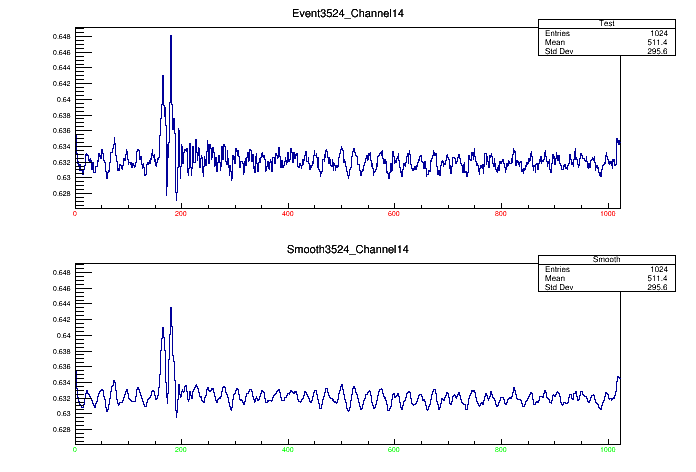 Event3524_Channel14
Test
Entries 1024
Mean 511.4
Std Dev 295.6
0.648
0.646
0.644
0.642
0.64
0.638
0.636
0.634
0.632
0.63
0.628
0 200 400 600 800 1000
Smooth3524_Channel14
Smooth
Entries 1024
Mean 511.4
Std Dev 295.6
0.648
0.646
0.644
0.642
0.64
0.638
0.636
0.634
0.632
0.63
0.628
0 200 400 600 800 1000